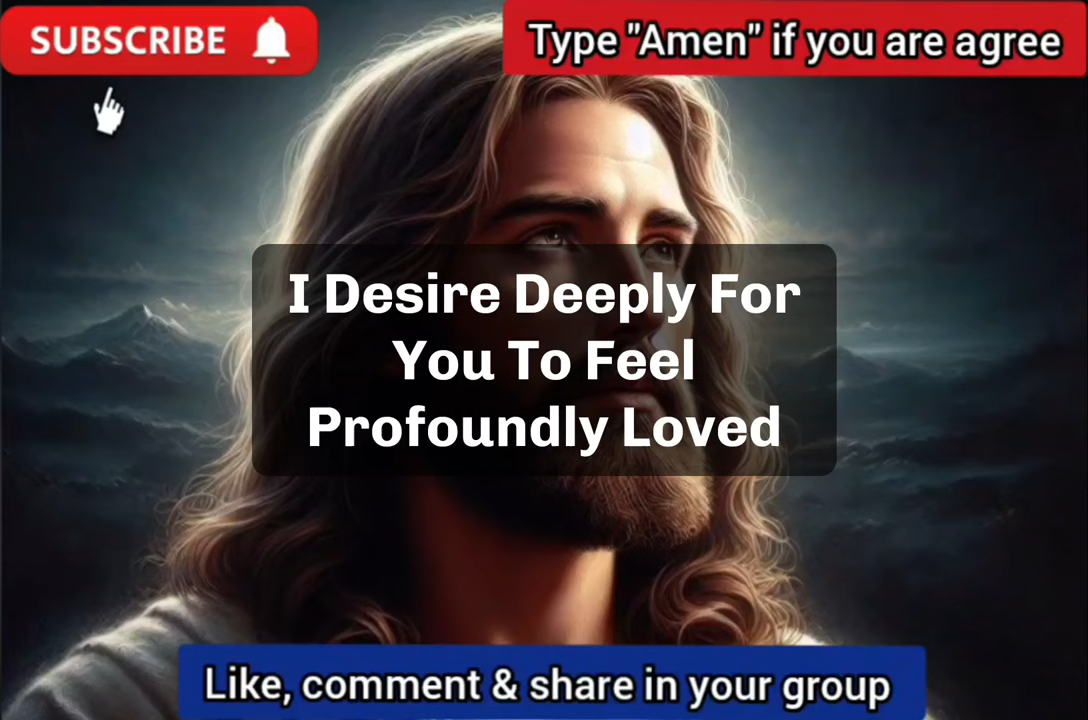 SUBSCRIBE
Type "Amen" if you are agree
I Desire Deeply For
You To Feel
Profoundly Loved
Like, comment & share in your group